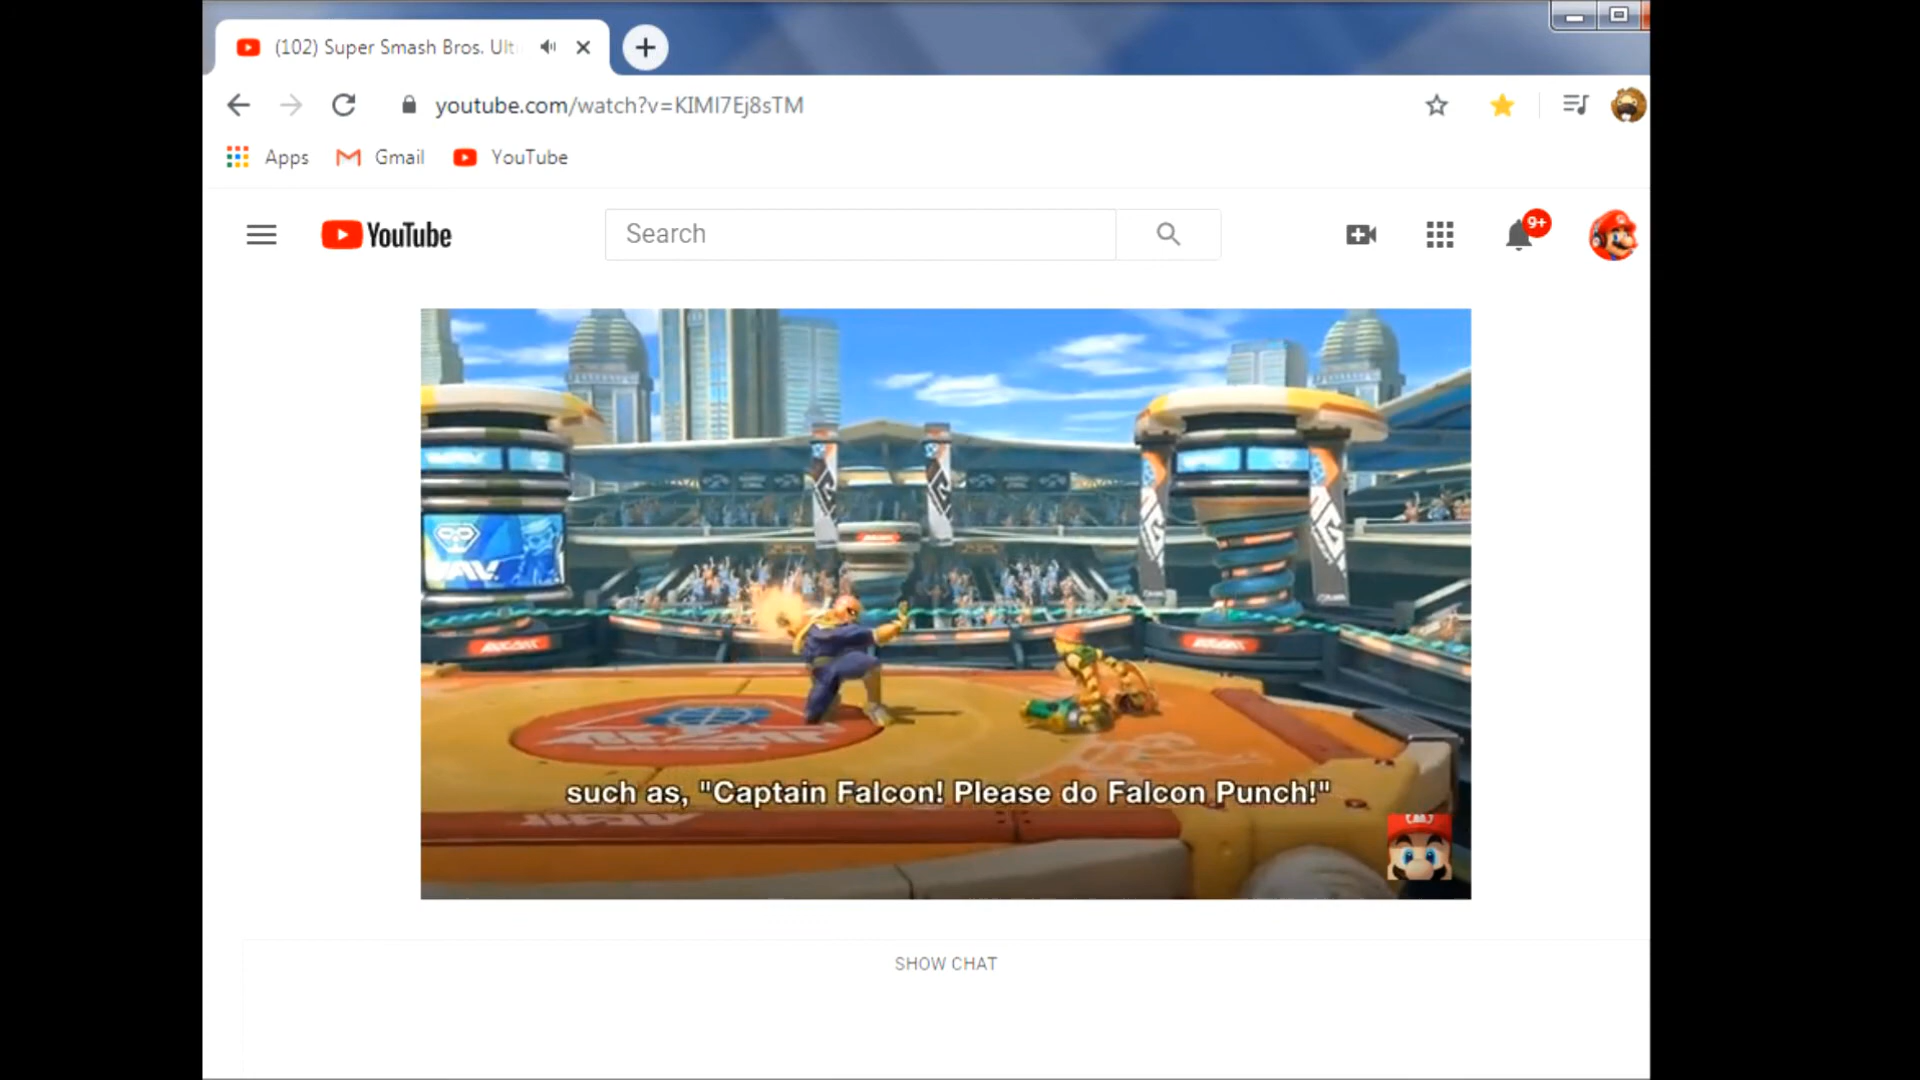 (102) Super Smash Bros. Ult
youtube.com/watch?v=KIMI7Ej8sTM
Apps
Gmail
YouTube
YouTube
Search
9+
such as, "Captain Falcon! Please do Falcon Punch!"
SHOW CHAT